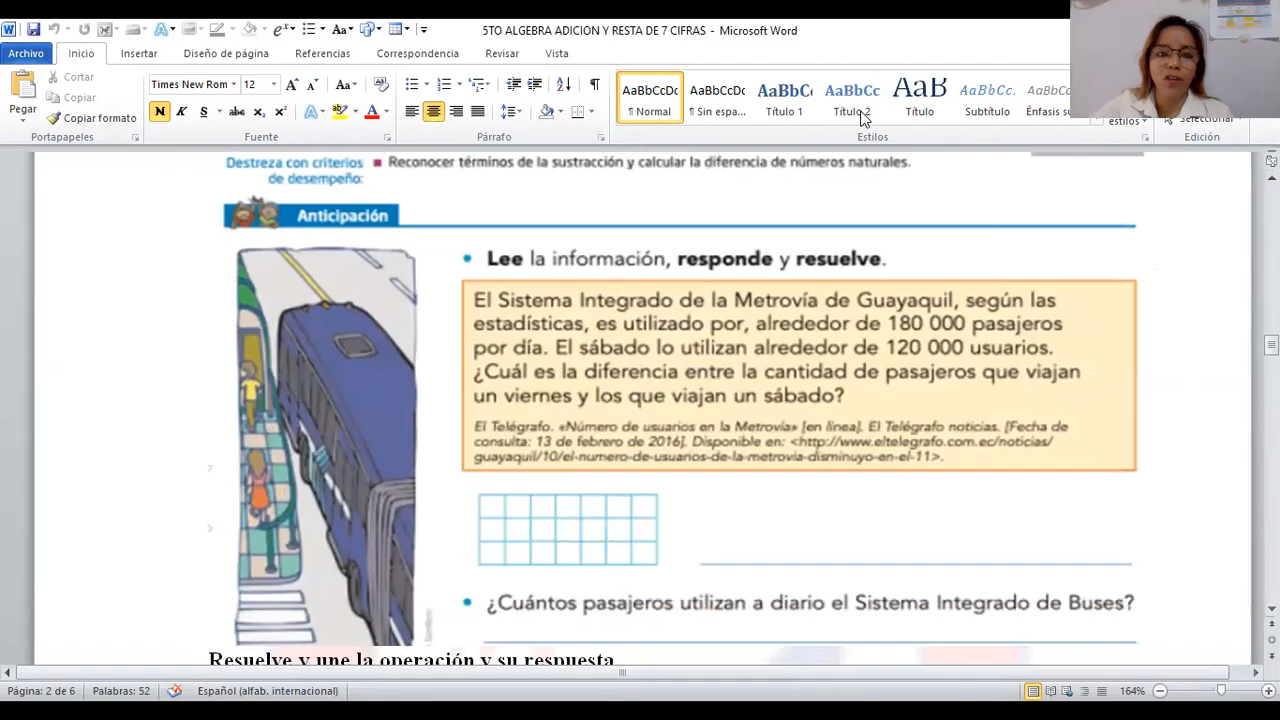 5TO ALGEBRA ADICION Y RESTA DE 7 CIFRAS - Microsoft Word
Archivo Inicio Insertar Diseño de página Referencias Correspondencia Revisar Vista
Pegar
Cortar
Copiar
Copiar formato
Portapapeles
Times New Rom 12
N K S abc X₂ X²
Fuente
Párrafo
AaBbCcDc AaBbCcDc AaBbCc AaBbCc AaB AaBbCc.
¶ Normal ¶ Sin espa... Título 1 Título 2 Título Subtítulo Énfasis
estilos
Seleccionar
Estilos
Edición
Destreza con criterios
de desempeño:
Reconocer términos de la sustracción y calcular la diferencia de números naturales.
Anticipación
• Lee la información, responde y resuelve.
El Sistema Integrado de la Metrovía de Guayaquil, según las
estadísticas, es utilizado por, alrededor de 180 000 pasajeros
por día. El sábado lo utilizan alrededor de 120 000 usuarios.
¿Cuál es la diferencia entre la cantidad de pasajeros que viajan
un viernes y los que viajan un sábado?
El Telégrafo. «Número de usuarios en la Metrovía» [en línea]. El Telégrafo noticias. [Fecha de
consulta: 13 de febrero de 2016]. Disponible en: <http://www.eltelegrafo.com.ec/noticias/
guayaquil/10/el-numero-de-usuarios-de-la-metrovia-disminuyo-en-el-11>.
• ¿Cuántos pasajeros utilizan a diario el Sistema Integrado de Buses?
Resuelve y une la operación y su respuesta
Página: 2 de 6 Palabras: 52 Español (alfab. internacional) 164%